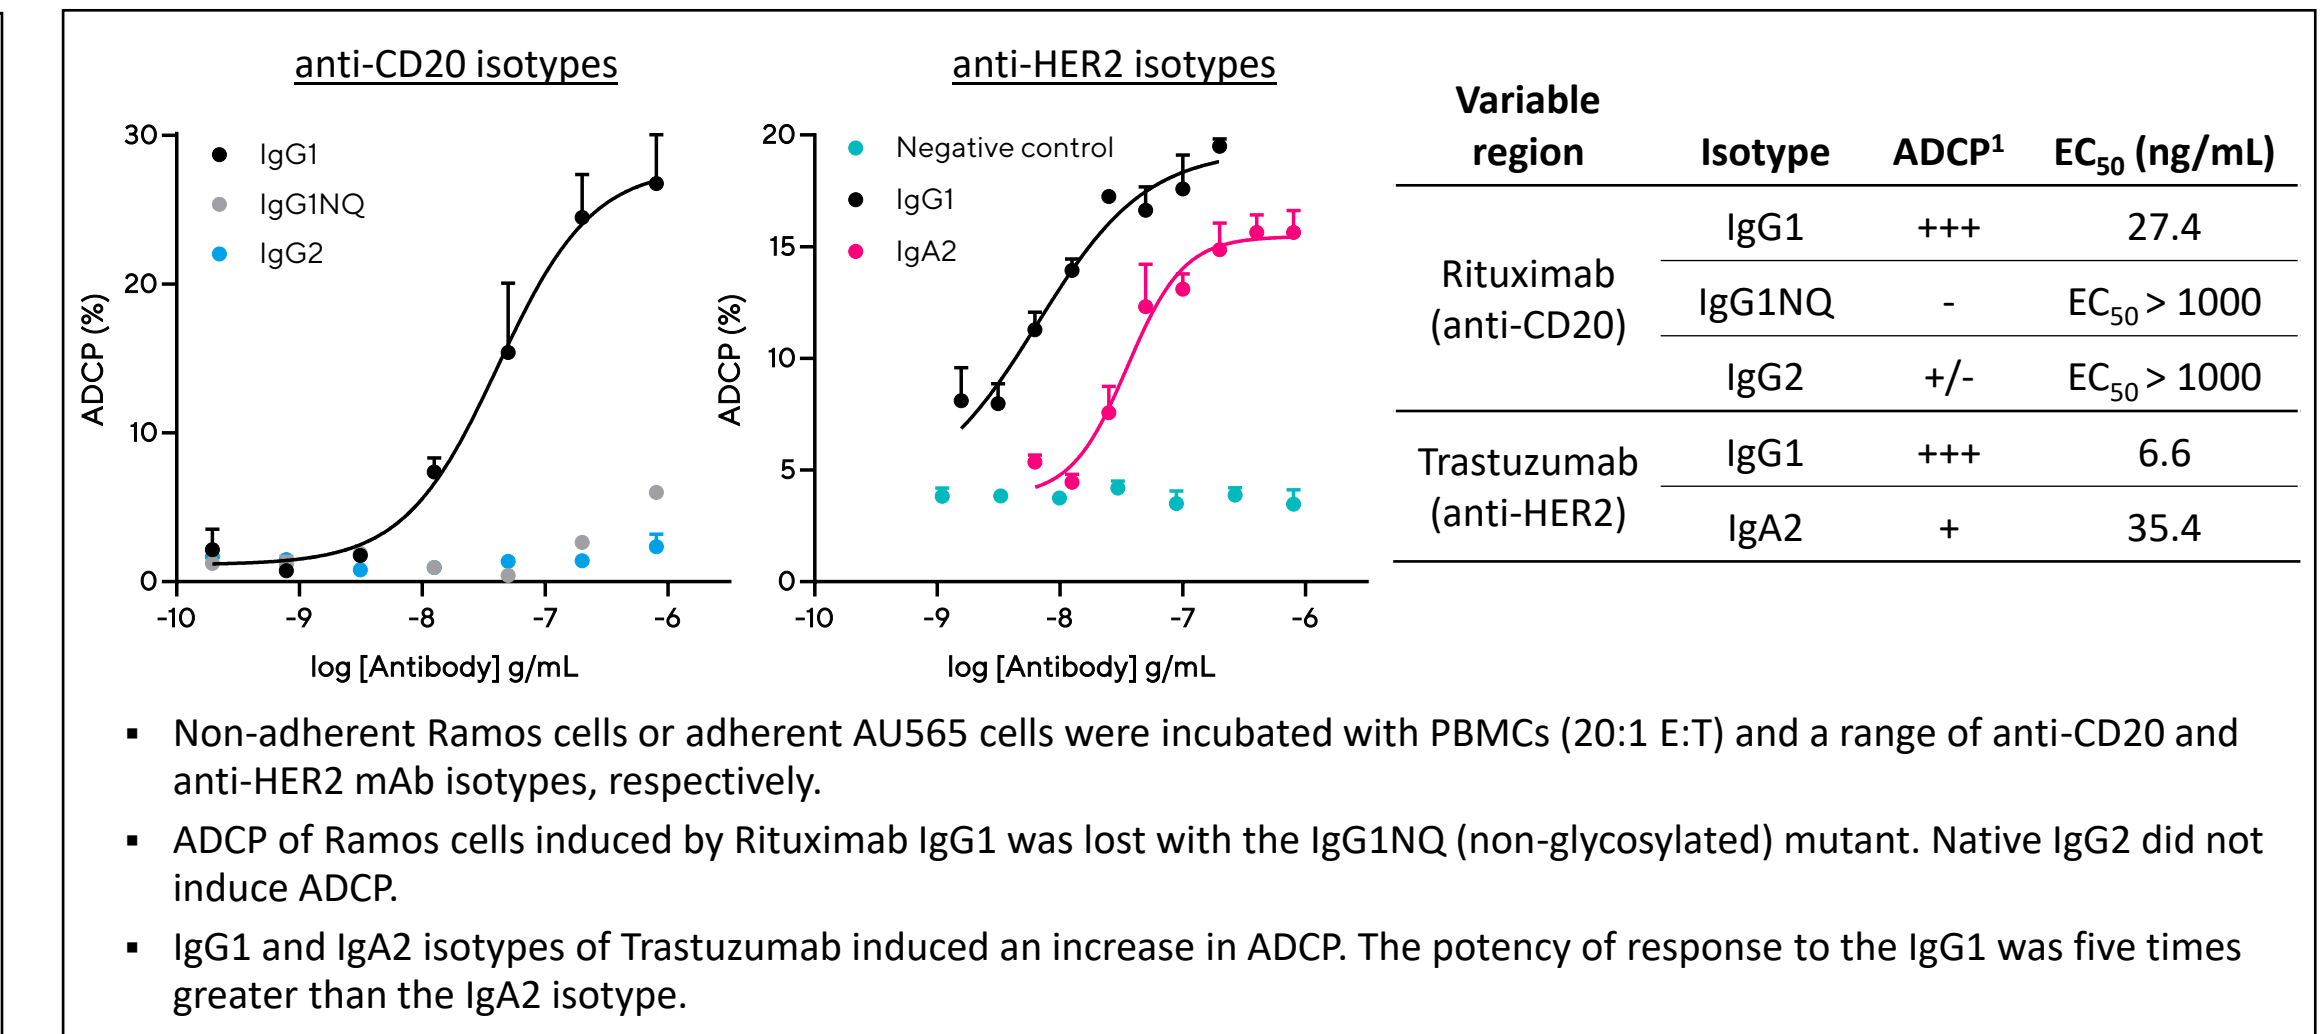 anti-CD20 isotypes
30
20
10
0
-10
-9
-8
-7
-6
ADCP (%)
log [Antibody] g/mL
IgG1
IgG1NQ
IgG2
anti-HER2 isotypes
20
15
10
5
0
-10
-9
-8
-7
-6
ADCP (%)
log [Antibody] g/mL
Negative control
IgG1
IgA2
Variable region Isotype ADCP¹ EC₅₀ (ng/mL)
Rituximab (anti-CD20)
IgG1 +++ 27.4
IgG1NQ - EC₅₀ > 1000
IgG2 +/- EC₅₀ > 1000
Trastuzumab (anti-HER2)
IgG1 +++ 6.6
IgA2 + 35.4
▪ Non-adherent Ramos cells or adherent AU565 cells were incubated with PBMCs (20:1 E:T) and a range of anti-CD20 and
anti-HER2 mAb isotypes, respectively.
▪ ADCP of Ramos cells induced by Rituximab IgG1 was lost with the IgG1NQ (non-glycosylated) mutant. Native IgG2 did not
induce ADCP.
▪ IgG1 and IgA2 isotypes of Trastuzumab induced an increase in ADCP. The potency of response to the IgG1 was five times
greater than the IgA2 isotype.